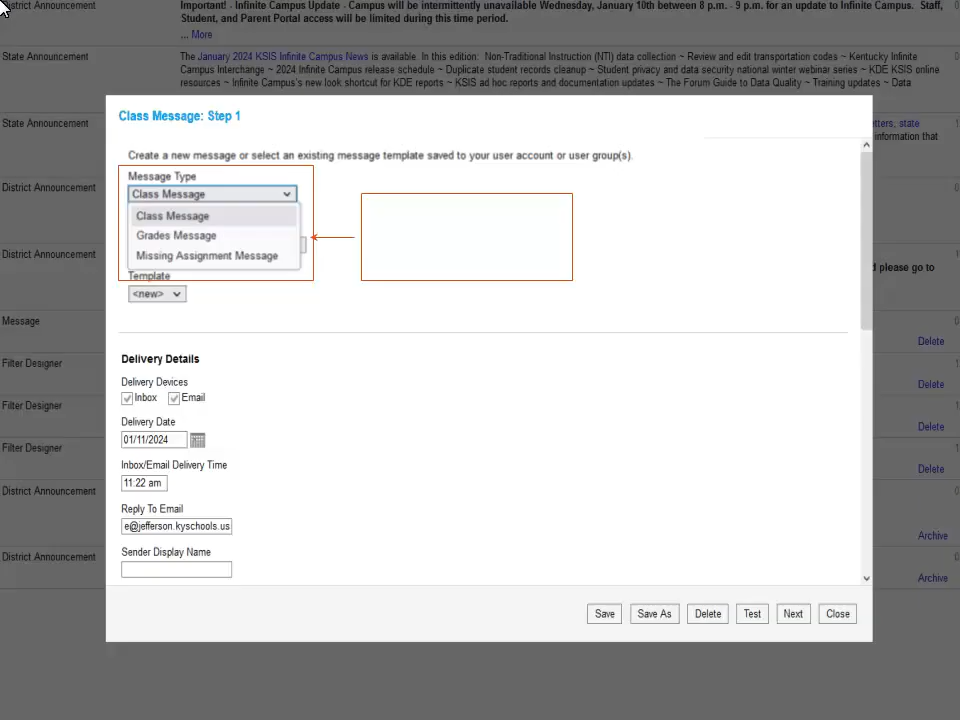 District Announcement
Important! - Infinite Campus Update - Campus will be intermittently unavailable Wednesday, January 10th between 8 p.m. - 9 p.m. for an update to Infinite Campus. Staff,
Student, and Parent Portal access will be limited during this time period.
... More
State Announcement
The January 2024 KSIS Infinite Campus News is available. In this edition: Non-Traditional Instruction (NTI) data collection ~ Review and edit transportation codes ~ Kentucky Infinite
Campus Interchange ~ 2024 Infinite Campus release schedule ~ Duplicate student records cleanup ~ Student privacy and data security national winter webinar series ~ KDE KSIS online
resources ~ Infinite Campus's new look shortcut for KDE reports ~ KSIS ad hoc reports and documentation updates ~ The Forum Guide to Data Quality ~ Training updates ~ Data
Class Message: Step 1
State Announcement
etters, state
information that
Create a new message or select an existing message template saved to your user account or user group(s).
Message Type
District Announcement
Class Message
Class Message
Grades Message
Missing Assignment Message
District Announcement
d please go to
Template
<new>
Message
Delete
Delivery Details
Filter Designer
Delete
Delivery Devices
Inbox
Email
Filter Designer
Delivery Date
Delete
01/11/2024
Filter Designer
Inbox/Email Delivery Time
Delete
11:22 am
District Announcement
Reply To Email
e@jefferson.kyschools.us
Archive
Sender Display Name
District Announcement
Archive
Save
Save As
Delete
Test
Next
Close